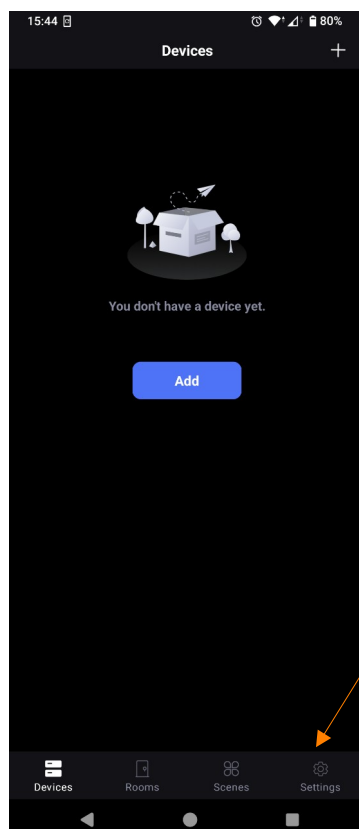 15:44 80%
Devices
You don't have a device yet.
Add
Devices Rooms Scenes Settings